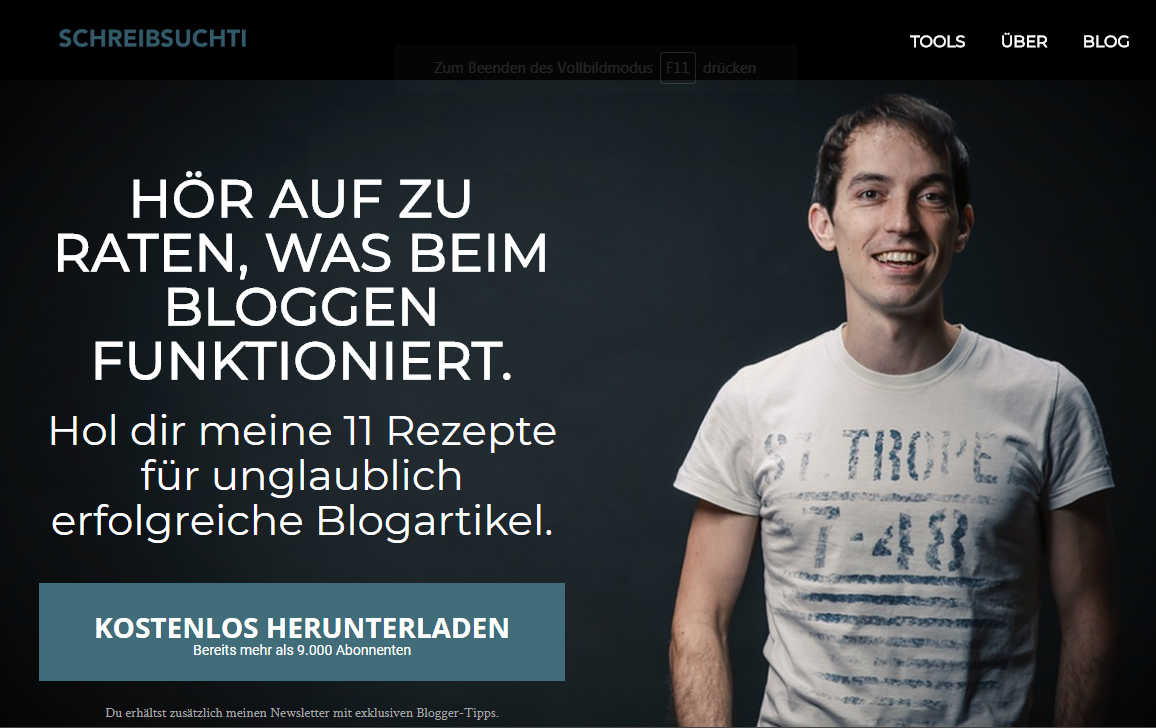 SCHREIBSUCHTI
TOOLS ÜBER BLOG
Zum Beenden des Vollbildmodus F11 drücken
HÖR AUF ZU
RATEN, WAS BEIM
BLOGGEN
FUNKTIONIERT.
Hol dir meine 11 Rezepte
für unglaublich
erfolgreiche Blogartikel.
KOSTENLOS HERUNTERLADEN
Bereits mehr als 9.000 Abonnenten
Du erhältst zusätzlich meinen Newsletter mit exklusiven Blogger-Tipps.
ST. TROPEZ
7-48